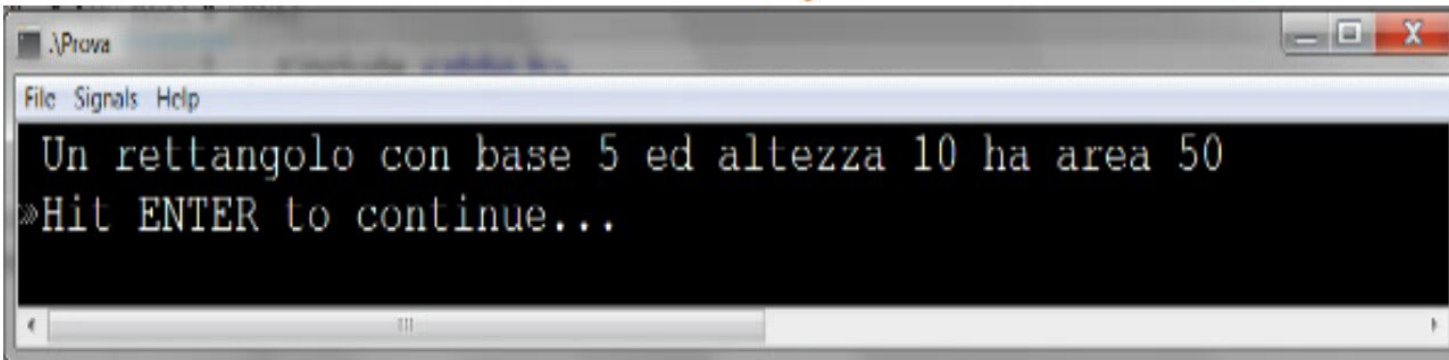 .\Prova
File Signals Help
Un rettangolo con base 5 ed altezza 10 ha area 50
»Hit ENTER to continue...